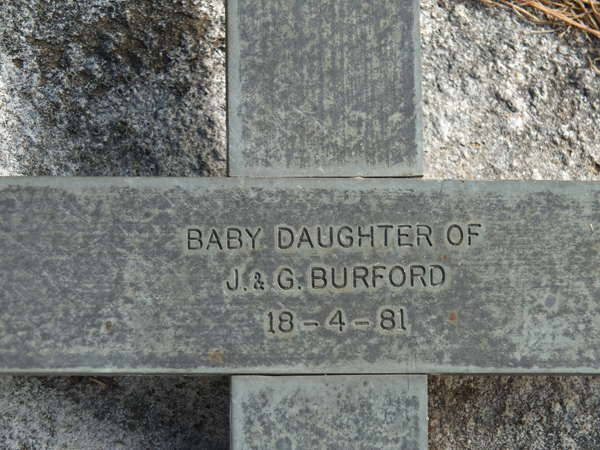 BABY DAUGHTER OF
J. & G. BURFORD
18-4-81